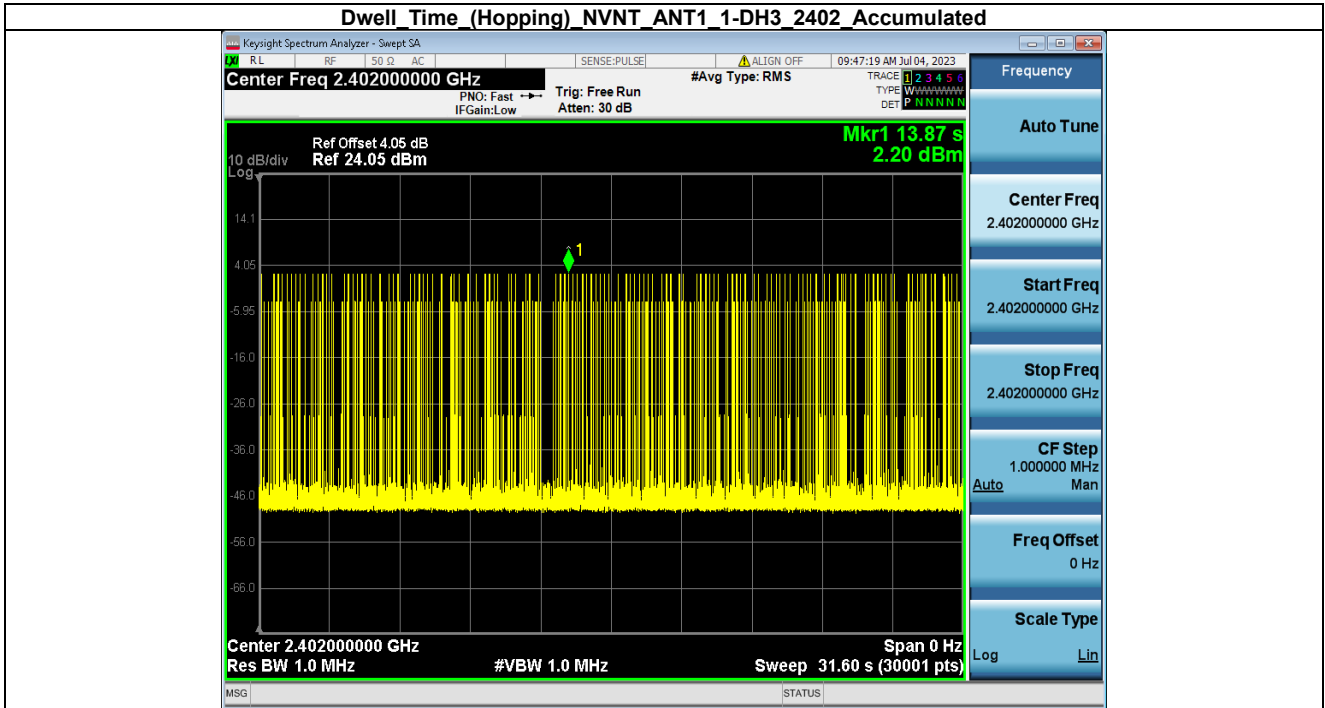 Dwell_Time_(Hopping)_NVNT_ANT1_1-DH3_2402_Accumulated
Keysight Spectrum Analyzer - Swept SA
LXI RL RF 50 Ω AC SENSE:PULSE ALIGN OFF 09:47:19 AM Jul 04, 2023
Center Freq 2.402000000 GHz #Avg Type: RMS TRACE 1 2 3 4 5 6
PNO: Fast Trig: Free Run TYPE WWWWWW
IFGain:Low Atten: 30 dB DET P N N N N N
Frequency
Mkr1 13.87 s
2.20 dBm
Ref Offset 4.05 dB
10 dB/div Ref 24.05 dBm
Log
14.1
4.05
-5.95
-16.0
-26.0
-36.0
-46.0
-56.0
-66.0
1
Center 2.402000000 GHz Span 0 Hz
Res BW 1.0 MHz #VBW 1.0 MHz Sweep 31.60 s (30001 pts)
MSG STATUS
Auto Tune
Center Freq
2.402000000 GHz
Start Freq
2.402000000 GHz
Stop Freq
2.402000000 GHz
CF Step
1.000000 MHz
Auto Man
Freq Offset
0 Hz
Scale Type
Log Lin